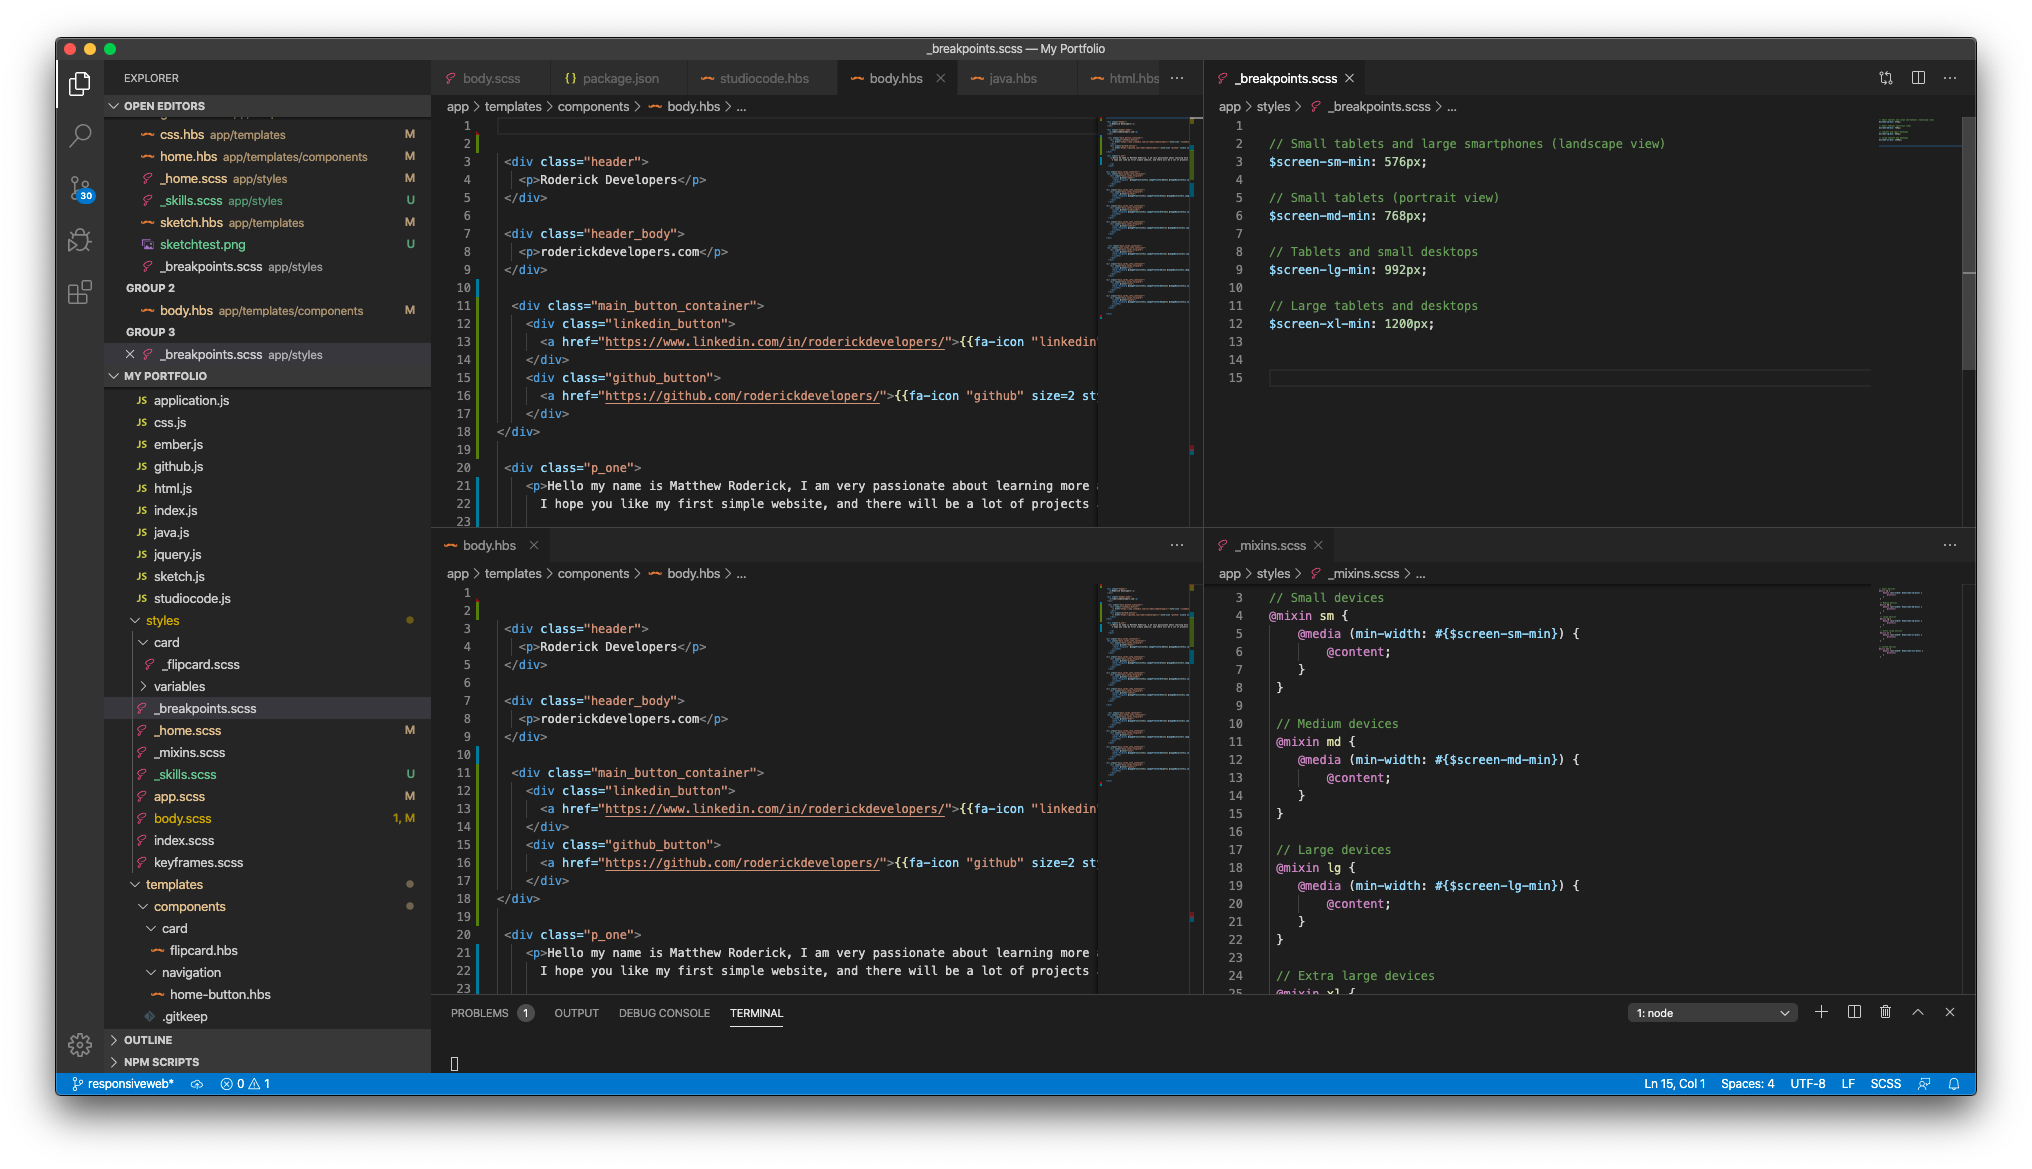 _breakpoints.scss — My Portfolio
EXPLORER
OPEN EDITORS
css.hbs app/templates M
home.hbs app/templates/components M
_home.scss app/styles M
_skills.scss app/styles U
sketch.hbs app/templates M
sketchtest.png U
_breakpoints.scss app/styles
GROUP 2
body.hbs app/templates/components M
GROUP 3
_breakpoints.scss app/styles
MY PORTFOLIO
JS application.js
JS css.js
JS ember.js
JS github.js
JS html.js
JS index.js
JS java.js
JS jquery.js
JS sketch.js
JS studiocode.js
styles
card
_flipcard.scss
variables
_breakpoints.scss
_home.scss M
_mixins.scss
_skills.scss U
app.scss M
body.scss 1, M
index.scss
keyframes.scss
templates
components
card
flipcard.hbs
navigation
home-button.hbs
.gitkeep
OUTLINE
NPM SCRIPTS
30
body.scss {} package.json studiocode.hbs body.hbs java.hbs html.hbs ...
app > templates > components > body.hbs > ...
1
2
3 <div class="header">
4 <p>Roderick Developers</p>
5 </div>
6
7 <div class="header_body">
8 <p>roderickdevelopers.com</p>
9 </div>
10
11 <div class="main_button_container">
12 <div class="linkedin_button">
13 <a href="https://www.linkedin.com/in/roderickdevelopers/">{{fa-icon "linkedin"
14 </div>
15 <div class="github_button">
16 <a href="https://github.com/roderickdevelopers/">{{fa-icon "github" size=2 st
17 </div>
18 </div>
19
20 <div class="p_one">
21 <p>Hello my name is Matthew Roderick, I am very passionate about learning more
22 I hope you like my first simple website, and there will be a lot of projects
23
_breakpoints.scss
app > styles > _breakpoints.scss > ...
1
2 // Small tablets and large smartphones (landscape view)
3 $screen-sm-min: 576px;
4
5 // Small tablets (portrait view)
6 $screen-md-min: 768px;
7
8 // Tablets and small desktops
9 $screen-lg-min: 992px;
10
11 // Large tablets and desktops
12 $screen-xl-min: 1200px;
13
14
15
body.hbs ...
app > templates > components > body.hbs > ...
1
2
3 <div class="header">
4 <p>Roderick Developers</p>
5 </div>
6
7 <div class="header_body">
8 <p>roderickdevelopers.com</p>
9 </div>
10
11 <div class="main_button_container">
12 <div class="linkedin_button">
13 <a href="https://www.linkedin.com/in/roderickdevelopers/">{{fa-icon "linkedin"
14 </div>
15 <div class="github_button">
16 <a href="https://github.com/roderickdevelopers/">{{fa-icon "github" size=2 st
17 </div>
18 </div>
19
20 <div class="p_one">
21 <p>Hello my name is Matthew Roderick, I am very passionate about learning more
22 I hope you like my first simple website, and there will be a lot of projects
23
_mixins.scss ...
app > styles > _mixins.scss > ...
3 // Small devices
4 @mixin sm {
5 @media (min-width: #{$screen-sm-min}) {
6 @content;
7 }
8 }
9
10 // Medium devices
11 @mixin md {
12 @media (min-width: #{$screen-md-min}) {
13 @content;
14 }
15 }
16
17 // Large devices
18 @mixin lg {
19 @media (min-width: #{$screen-lg-min}) {
20 @content;
21 }
22 }
23
24 // Extra large devices
25 @mixin xl {
PROBLEMS 1 OUTPUT DEBUG CONSOLE TERMINAL 1: node
responsiveweb* 0 1 Ln 15, Col 1 Spaces: 4 UTF-8 LF SCSS